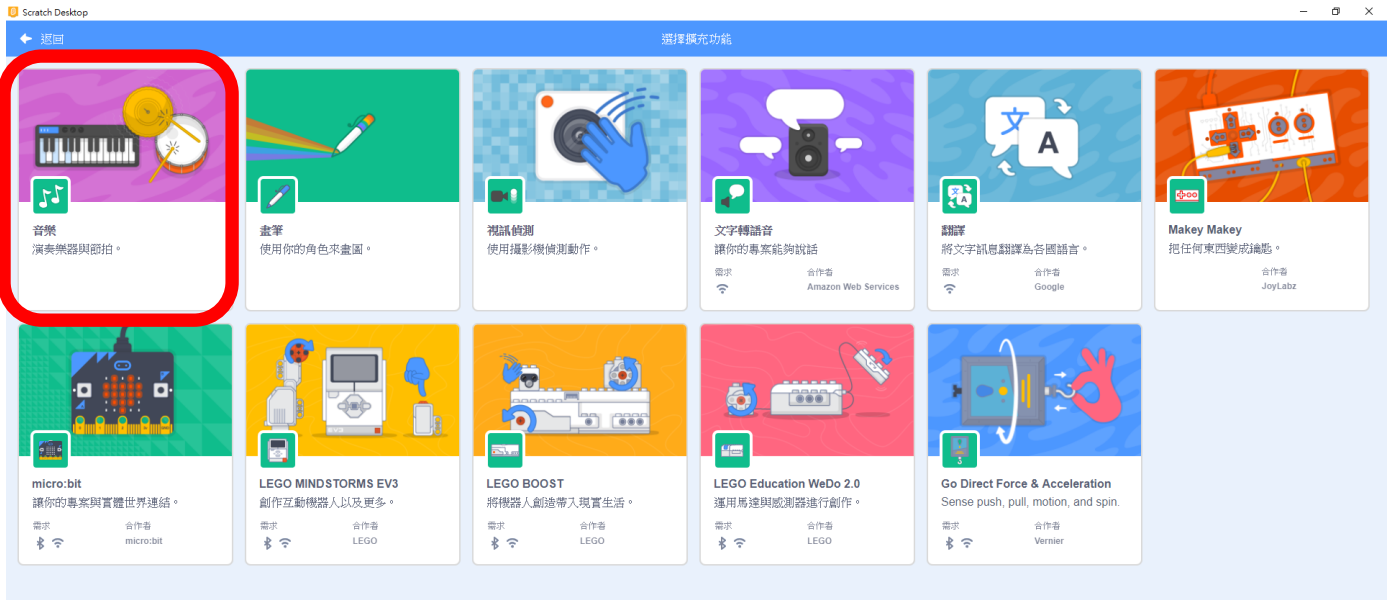 Scratch Desktop
返回
選擇擴充功能
音樂
演奏樂器與節拍。
畫筆
使用你的角色來畫圖。
視訊偵測
使用攝影機偵測動作。
文字轉語音
讓你的專案能夠說話
需求
合作者
Amazon Web Services
文
A
翻譯
將文字訊息翻譯為各國語言。
需求
合作者
Google
Makey Makey
把任何東西變成鑰匙。
合作者
JoyLabz
micro:bit
讓你的專案與實體世界連結。
需求
合作者
micro:bit
EV3
LEGO MINDSTORMS EV3
創作互動機器人以及更多。
需求
合作者
LEGO
LEGO BOOST
將機器人創造帶入現實生活。
需求
合作者
LEGO
LEGO Education WeDo 2.0
運用馬達與感測器進行創作。
需求
合作者
LEGO
Go Direct Force & Acceleration
Sense push, pull, motion, and spin.
需求
合作者
Vernier